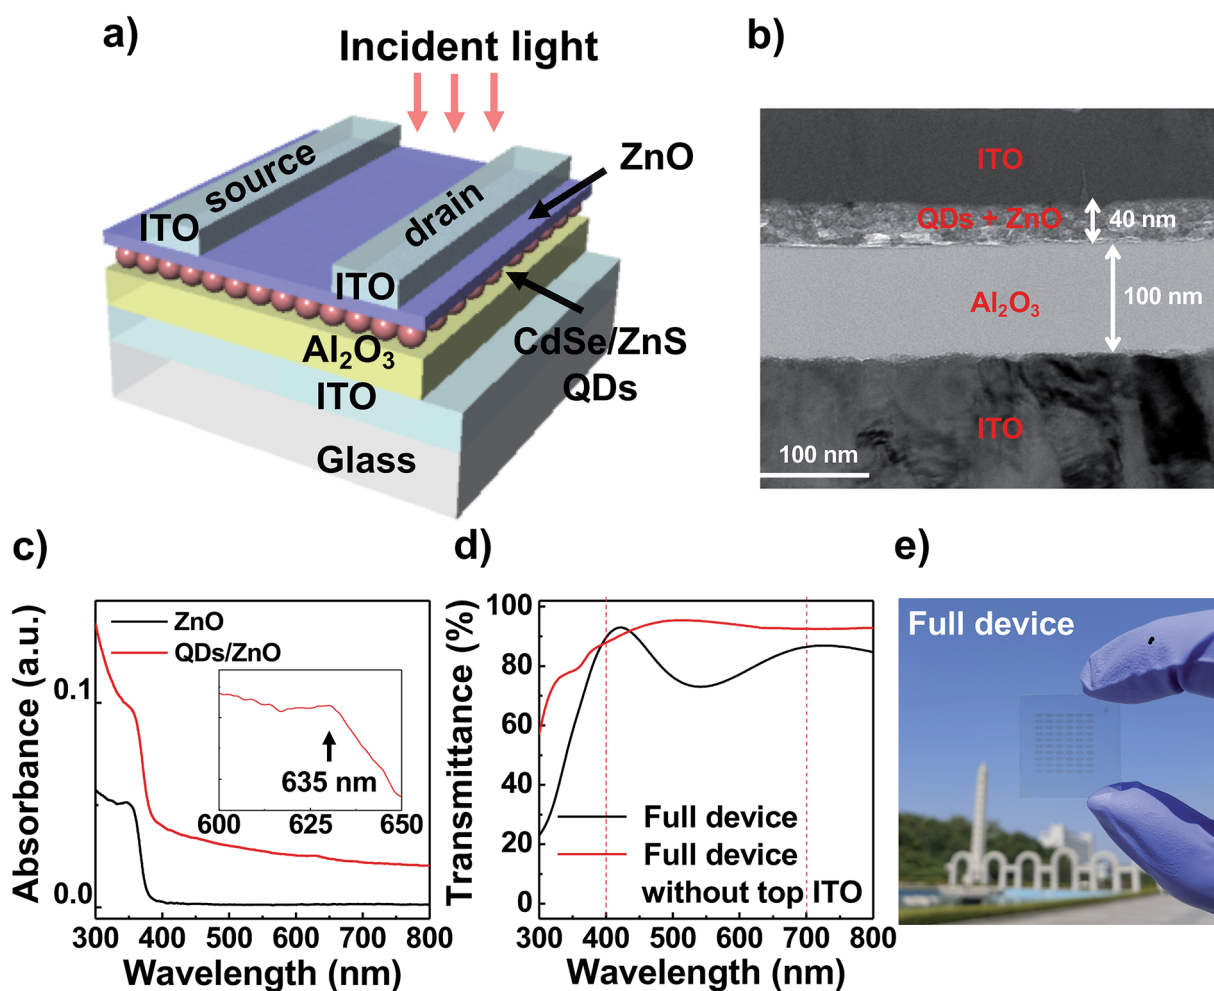 a)
Incident light
source
drain
ZnO
ITO
ITO
Al₂O₃
CdSe/ZnS
QDs
ITO
Glass
b)
ITO
QDs + ZnO
40 nm
Al₂O₃
100 nm
ITO
100 nm
c)
Absorbance (a.u.)
ZnO
QDs/ZnO
0.1
0.0
635 nm
600 625 650
300 400 500 600 700 800
Wavelength (nm)
d)
Transmittance (%)
100
80
60
40
20
0
Full device
Full device
without top ITO
300 400 500 600 700 800
Wavelength (nm)
e)
Full device